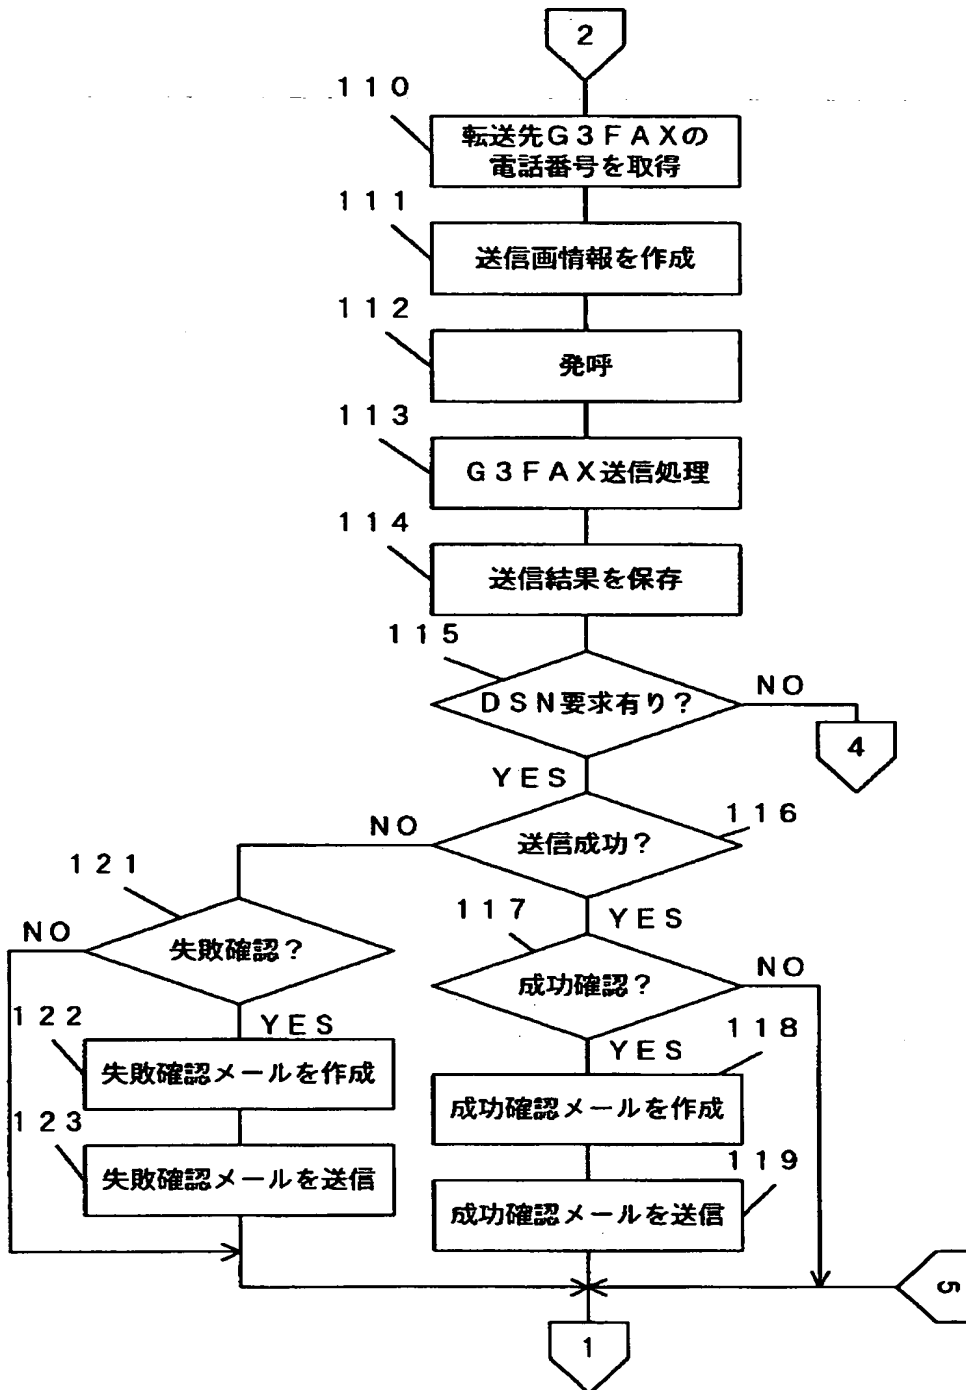 2
110
転送先G3FAXの
電話番号を取得
111
送信画情報を作成
112
発呼
113
G3FAX送信処理
114
送信結果を保存
115
DSN要求有り?
NO
4
YES
116
送信成功?
NO
121
失敗確認?
NO
YES
117
成功確認?
NO
122
YES
失敗確認メールを作成
YES
118
成功確認メールを作成
123
失敗確認メールを送信
119
成功確認メールを送信
5
1